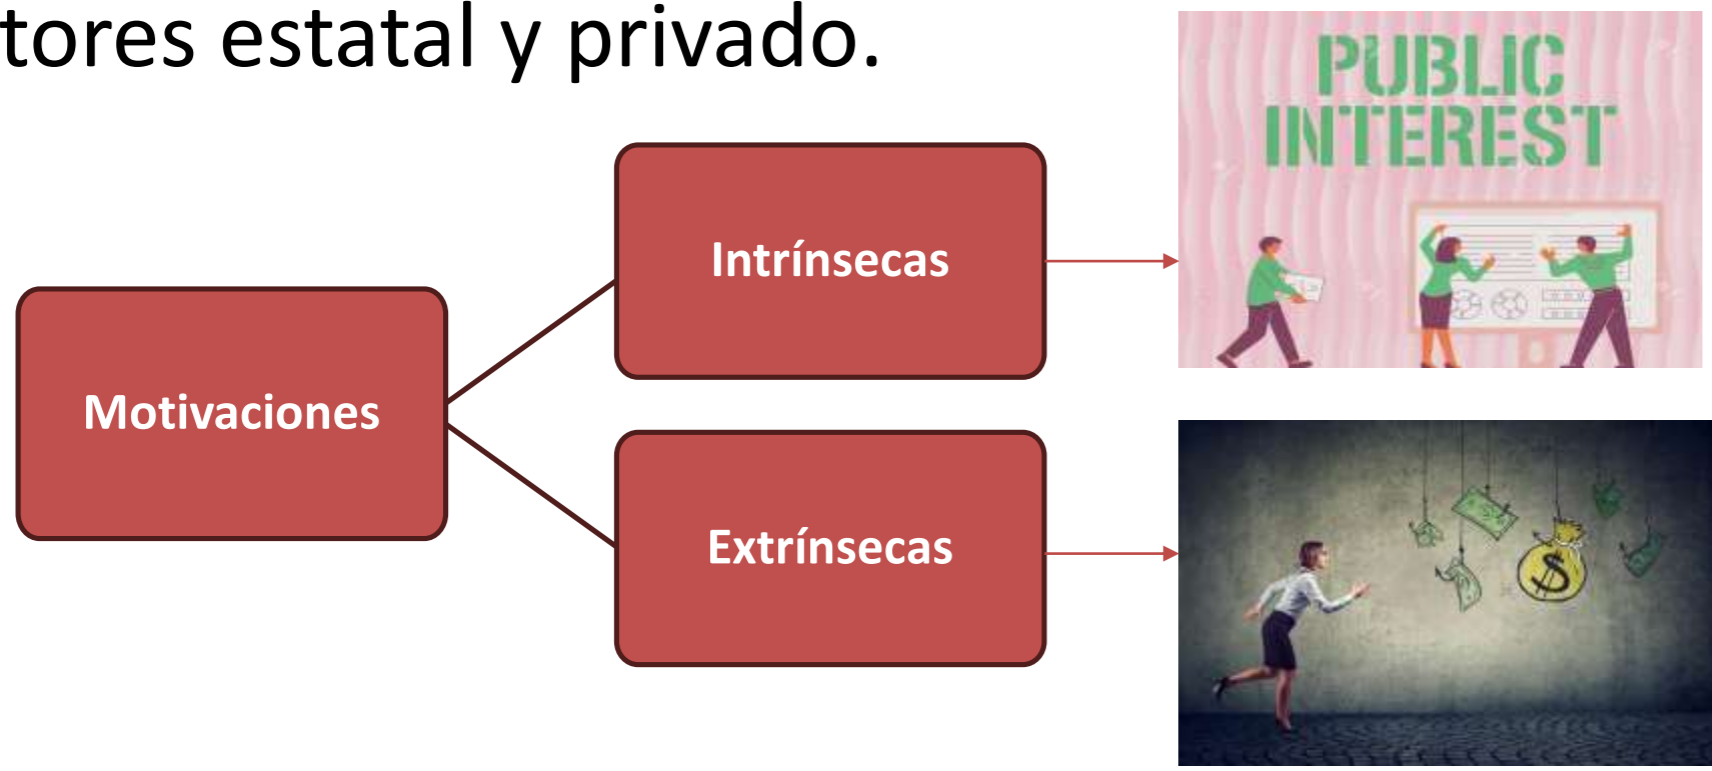 tores estatal y privado.
PUBLIC
INTEREST
Intrínsecas
Motivaciones
Extrínsecas
$